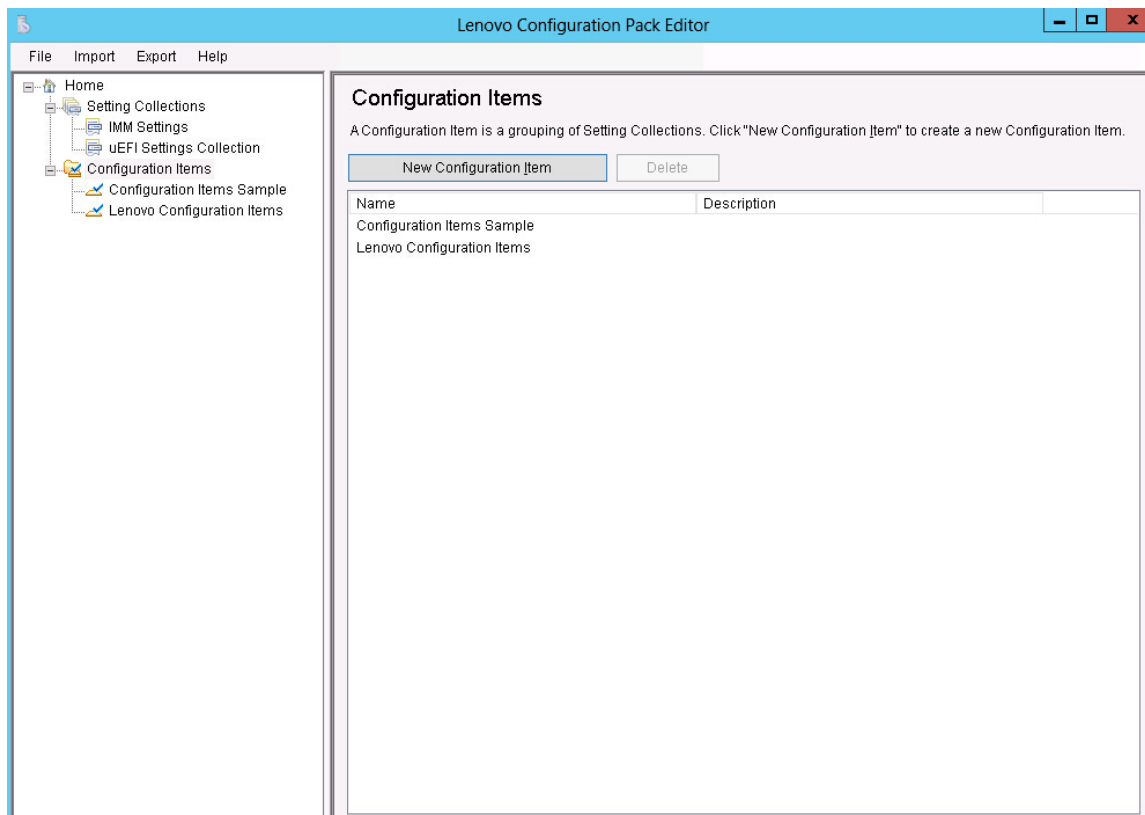 Lenovo Configuration Pack Editor
File Import Export Help
Home
Setting Collections
IMM Settings
uEFI Settings Collection
Configuration Items
Configuration Items Sample
Lenovo Configuration Items
Configuration Items
A Configuration Item is a grouping of Setting Collections. Click "New Configuration Item" to create a new Configuration Item.
New Configuration Item Delete
Name Description
Configuration Items Sample
Lenovo Configuration Items